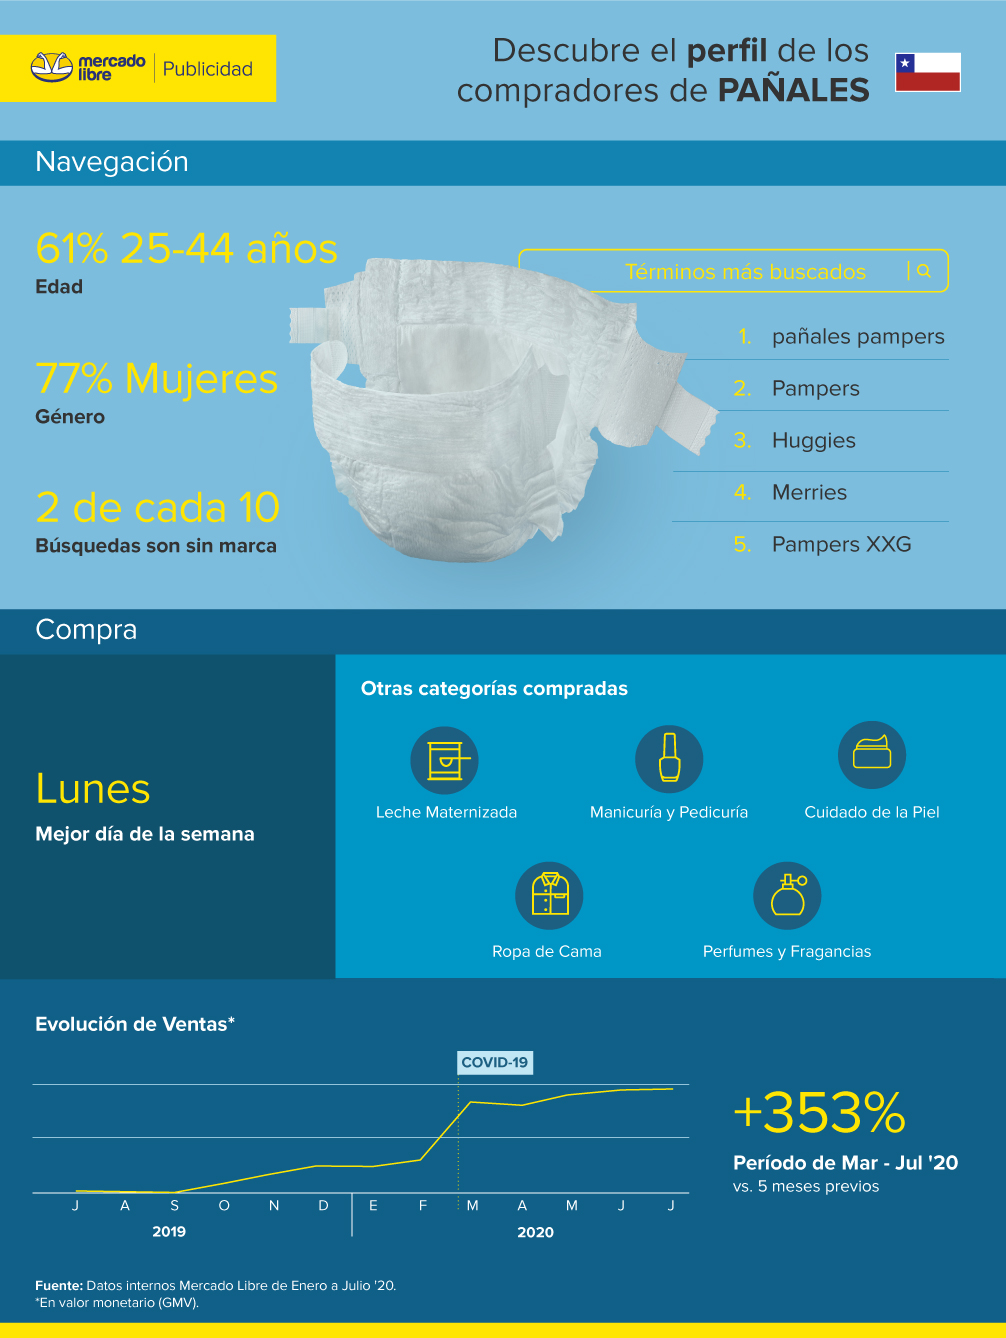 mercado
libre
Publicidad
Descubre el perfil de los
compradores de PAÑALES
Navegación
61% 25-44 años
Edad
77% Mujeres
Género
2 de cada 10
Búsquedas son sin marca
Términos más buscados
1. pañales pampers
2. Pampers
3. Huggies
4. Merries
5. Pampers XXG
Compra
Lunes
Mejor día de la semana
Otras categorías compradas
Leche Maternizada
Manicuría y Pedicuría
Cuidado de la Piel
Ropa de Cama
Perfumes y Fragancias
Evolución de Ventas*
COVID-19
J A S O N D E F M A M J J
2019 2020
+353%
Período de Mar - Jul '20
vs. 5 meses previos
Fuente: Datos internos Mercado Libre de Enero a Julio '20.
*En valor monetario (GMV).